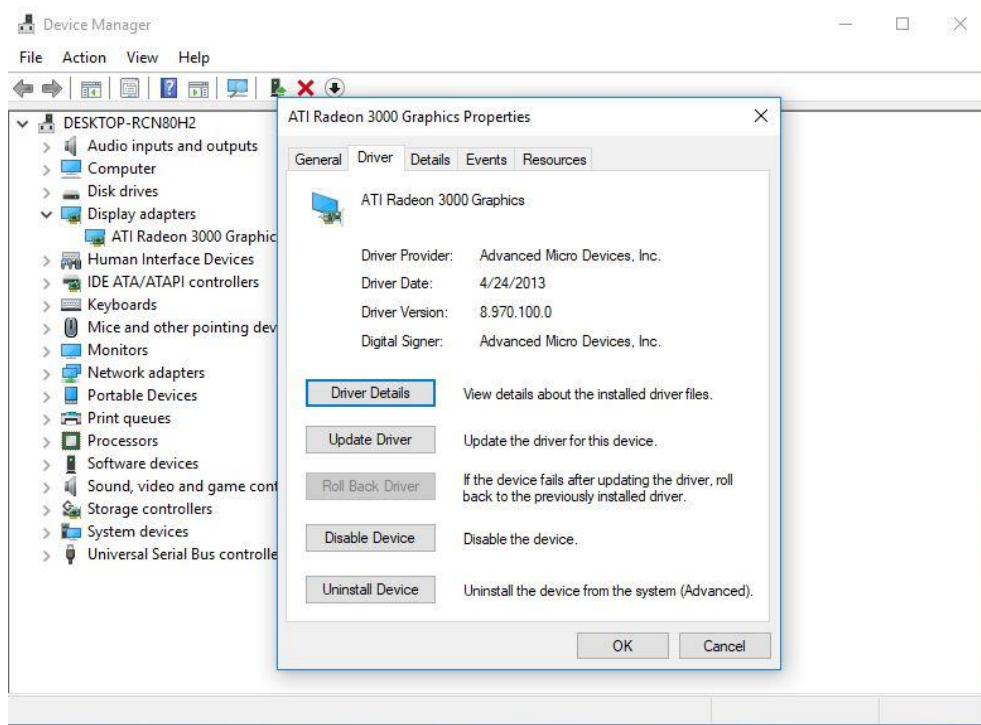 Device Manager
File Action View Help
DESKTOP-RCN80H2
Audio inputs and outputs
Computer
Disk drives
Display adapters
ATI Radeon 3000 Graphic
Human Interface Devices
IDE ATA/ATAPI controllers
Keyboards
Mice and other pointing dev
Monitors
Network adapters
Portable Devices
Print queues
Processors
Software devices
Sound, video and game cont
Storage controllers
System devices
Universal Serial Bus controlle
ATI Radeon 3000 Graphics Properties
General Driver Details Events Resources
ATI Radeon 3000 Graphics
Driver Provider: Advanced Micro Devices, Inc.
Driver Date: 4/24/2013
Driver Version: 8.970.100.0
Digital Signer: Advanced Micro Devices, Inc.
Driver Details View details about the installed driver files.
Update Driver Update the driver for this device.
Roll Back Driver If the device fails after updating the driver, roll
back to the previously installed driver.
Disable Device Disable the device.
Uninstall Device Uninstall the device from the system (Advanced).
OK Cancel